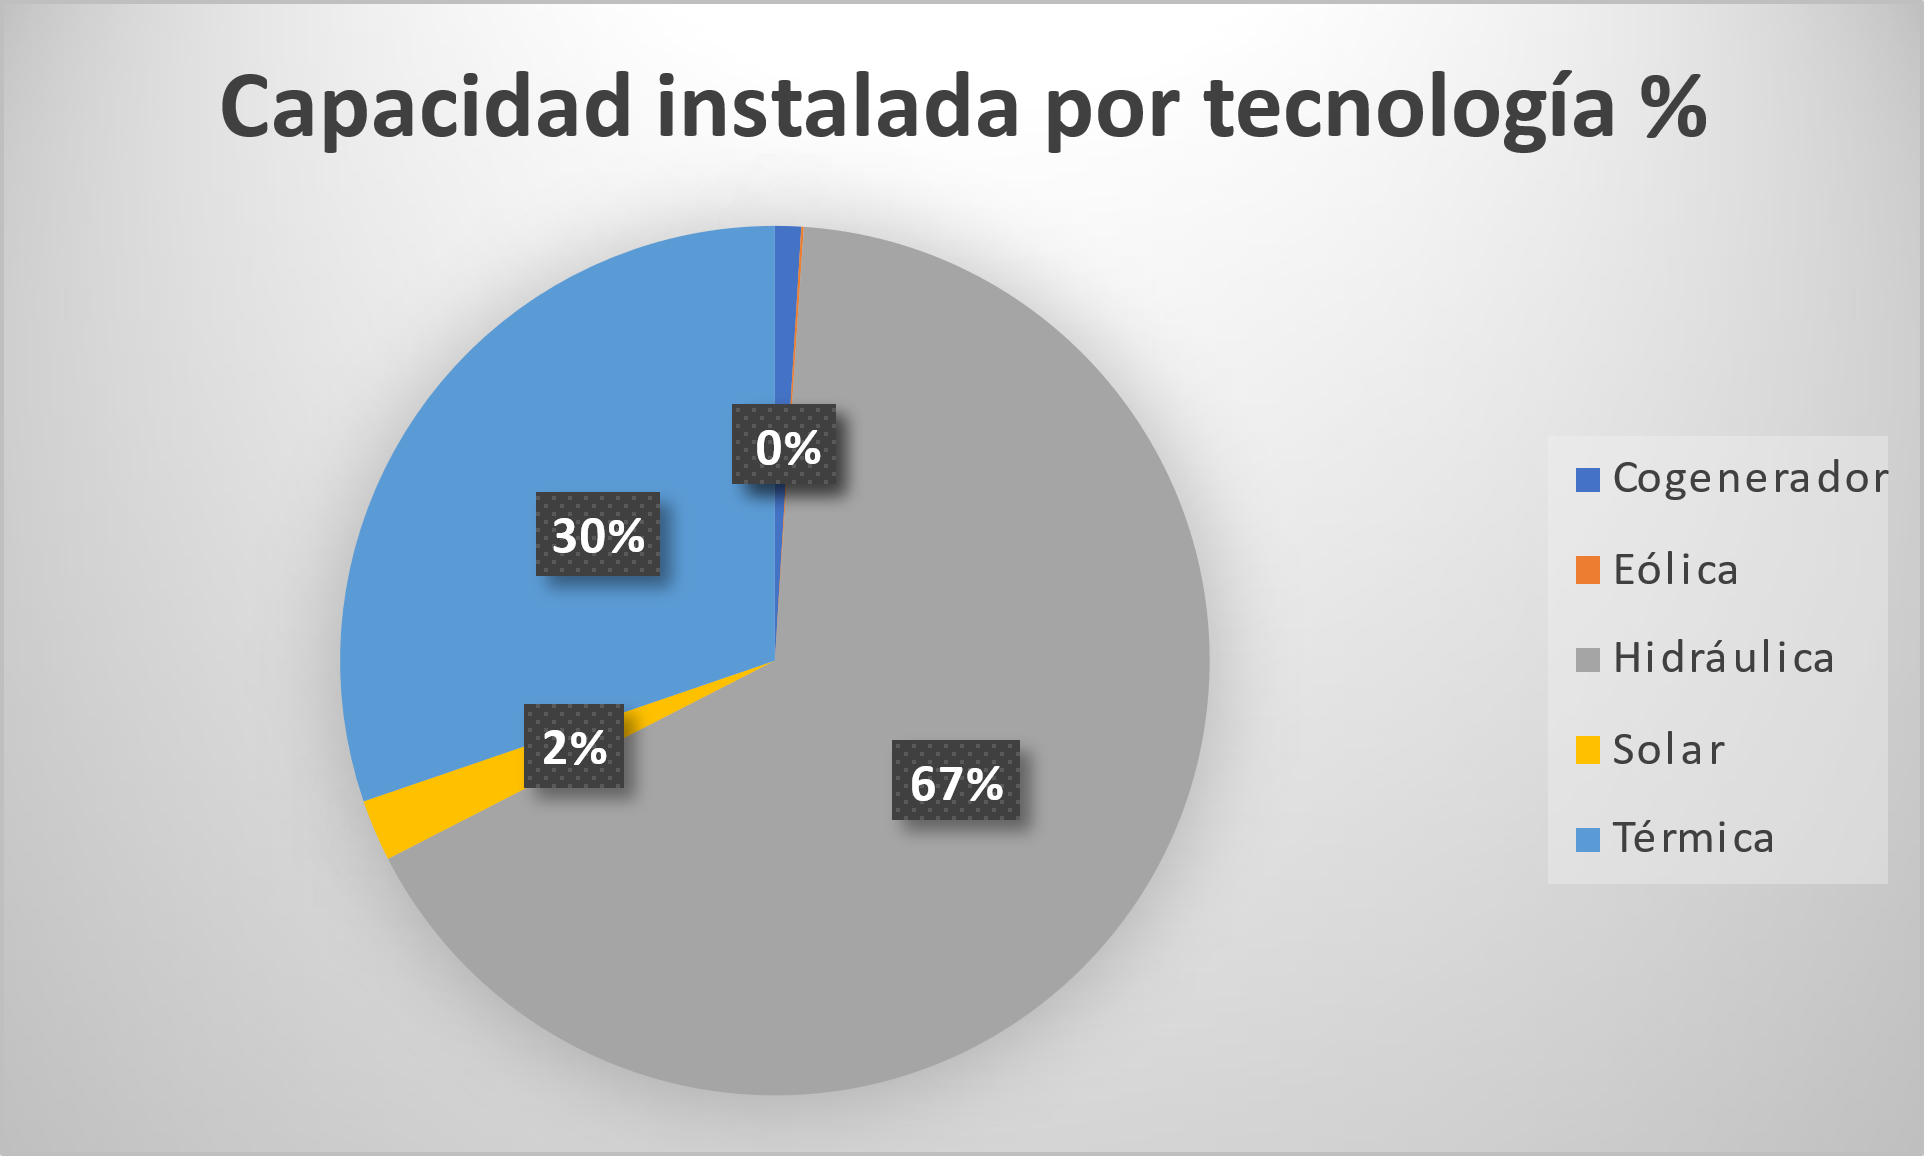 Capacidad instalada por tecnología %
0%
30%
2%
67%
Cogenerador
Eólica
Hidráulica
Solar
Térmica